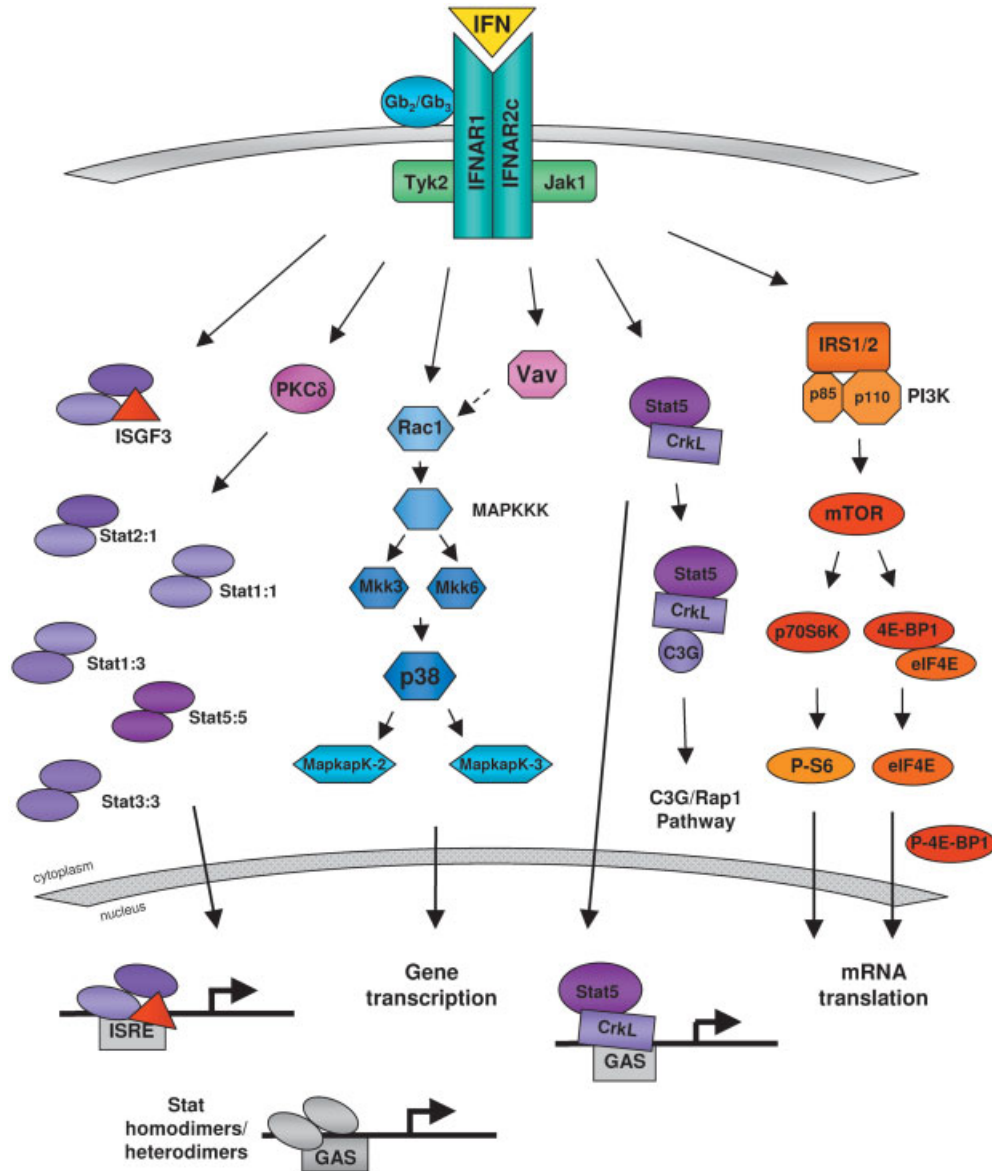 IFN
Gb2/Gb3
IFNAR1
IFNAR2c
Tyk2
Jak1
ISGF3
PKCδ
Vav
Rac1
MAPKKK
Mkk3
Mkk6
p38
MapkapK-2
MapkapK-3
Stat2:1
Stat1:1
Stat1:3
Stat5:5
Stat3:3
Stat5
CrkL
Stat5
CrkL
C3G
C3G/Rap1
Pathway
IRS1/2
p85
p110
PI3K
mTOR
p70S6K
4E-BP1
eIF4E
P-S6
eIF4E
P-4E-BP1
cytoplasm
nucleus
ISRE
Gene
transcription
Stat5
CrkL
GAS
mRNA
translation
Stat
homodimers/
heterodimers
GAS